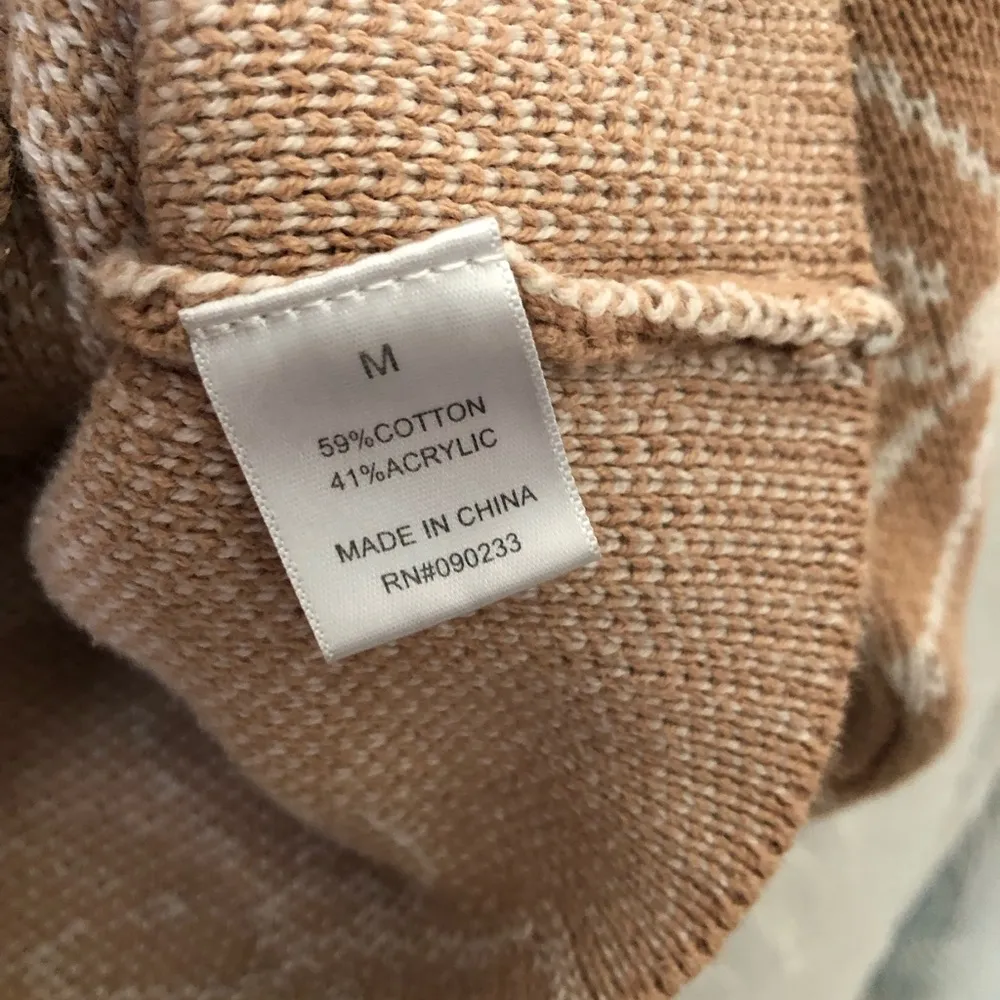 M
59%COTTON
41%ACRYLIC
MADE IN CHINA
RN#090233